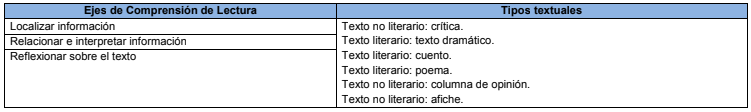 Ejes de Comprensión de Lectura
Tipos textuales
Localizar información
Relacionar e interpretar información
Reflexionar sobre el texto
Texto no literario: crítica.
Texto literario: texto dramático.
Texto literario: cuento.
Texto literario: poema.
Texto no literario: columna de opinión.
Texto no literario: afiche.